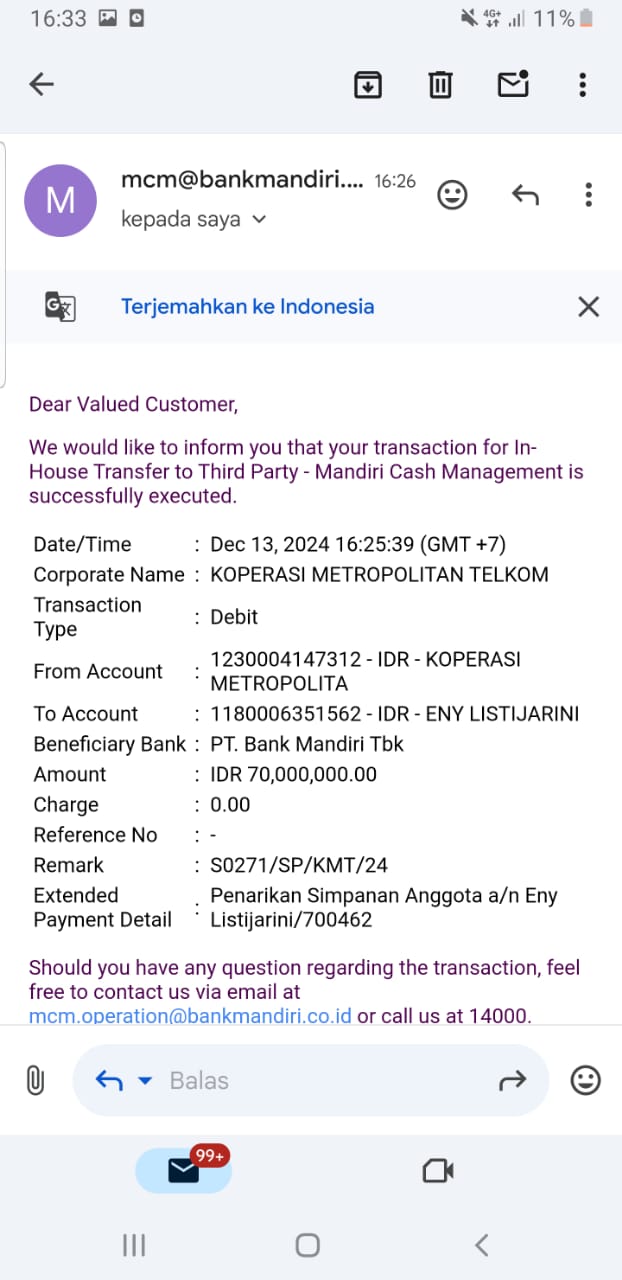 16:33
4G+
11%
M
mcm@bankmandiri.... 16:26
kepada saya
Terjemahkan ke Indonesia
Dear Valued Customer,
We would like to inform you that your transaction for In-
House Transfer to Third Party - Mandiri Cash Management is
successfully executed.
Date/Time : Dec 13, 2024 16:25:39 (GMT +7)
Corporate Name : KOPERASI METROPOLITAN TELKOM
Transaction
Type : Debit
From Account : 1230004147312 - IDR - KOPERASI
METROPOLITA
To Account : 1180006351562 - IDR - ENY LISTIJARINI
Beneficiary Bank : PT. Bank Mandiri Tbk
Amount : IDR 70,000,000.00
Charge : 0.00
Reference No : -
Remark : S0271/SP/KMT/24
Extended
Payment Detail : Penarikan Simpanan Anggota a/n Eny
Listijarini/700462
Should you have any question regarding the transaction, feel
free to contact us via email at
mcm.operation@bankmandiri.co.id or call us at 14000.
Balas
99+